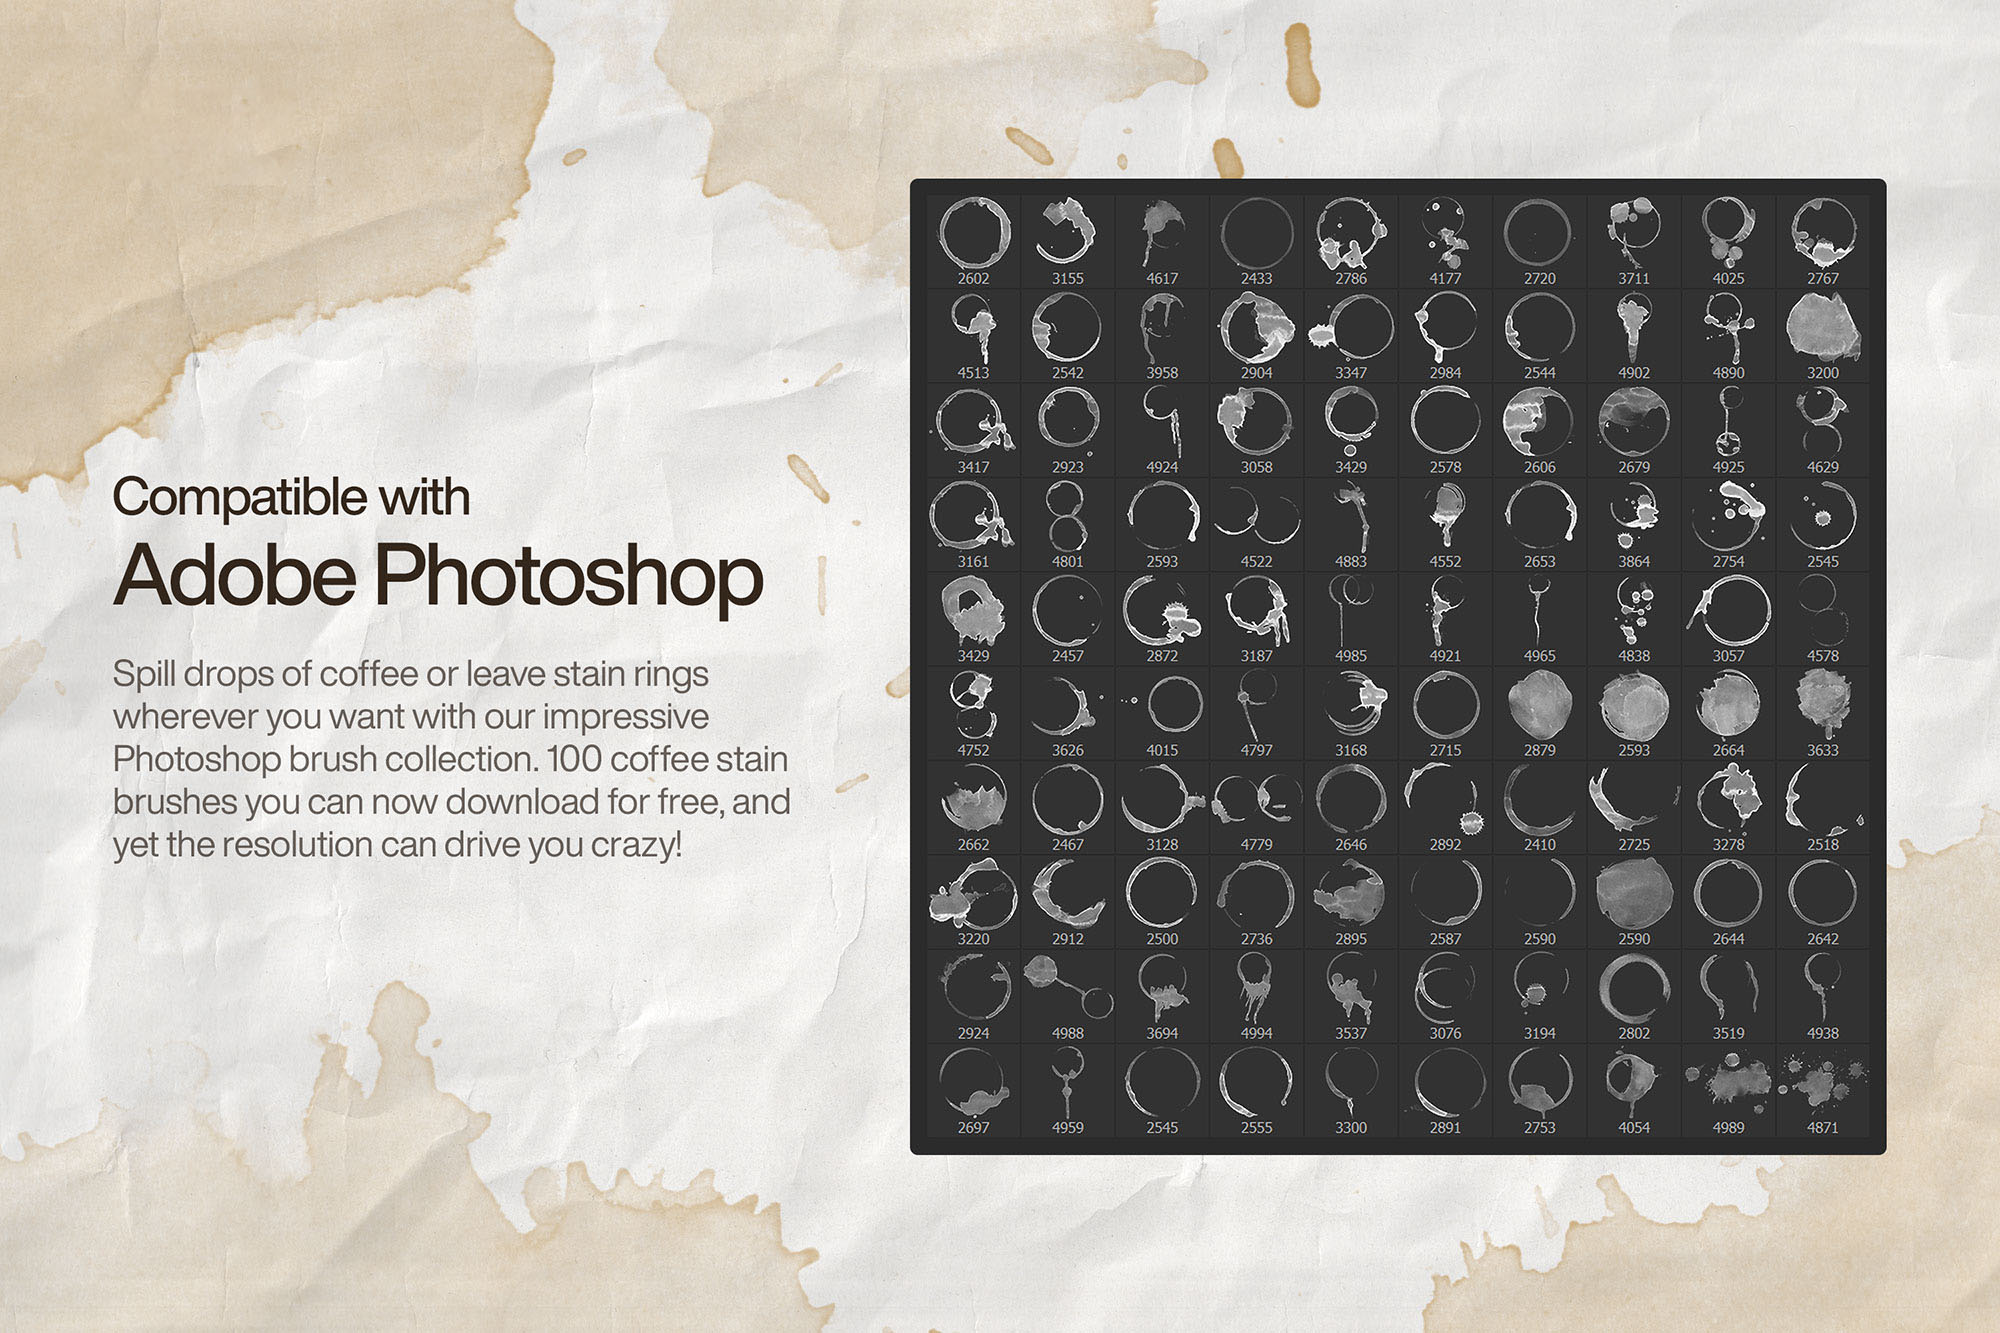 Compatible with
Adobe Photoshop
Spill drops of coffee or leave stain rings
wherever you want with our impressive
Photoshop brush collection. 100 coffee stain
brushes you can now download for free, and
yet the resolution can drive you crazy!
2602 3155 4617 2433 2786 4177 2720 3711 4025 2767
4513 2542 3958 2904 3347 2984 2544 4902 4890 3200
3417 2923 4924 3058 3429 2578 2606 2679 4925 4629
3161 4801 2593 4522 4883 4552 2653 3864 2754 2545
3429 2457 2872 3187 4985 4921 4965 4838 3057 4578
4752 3626 4015 4797 3168 2715 2879 2593 2664 3633
2662 2467 3128 4779 2646 2892 2410 2725 3278 2518
3220 2912 2500 2736 2895 2587 2590 2590 2644 2642
2924 4988 3694 4994 3537 3076 3194 2802 3519 4938
2697 4959 2545 2555 3300 2891 2753 4054 4989 4871